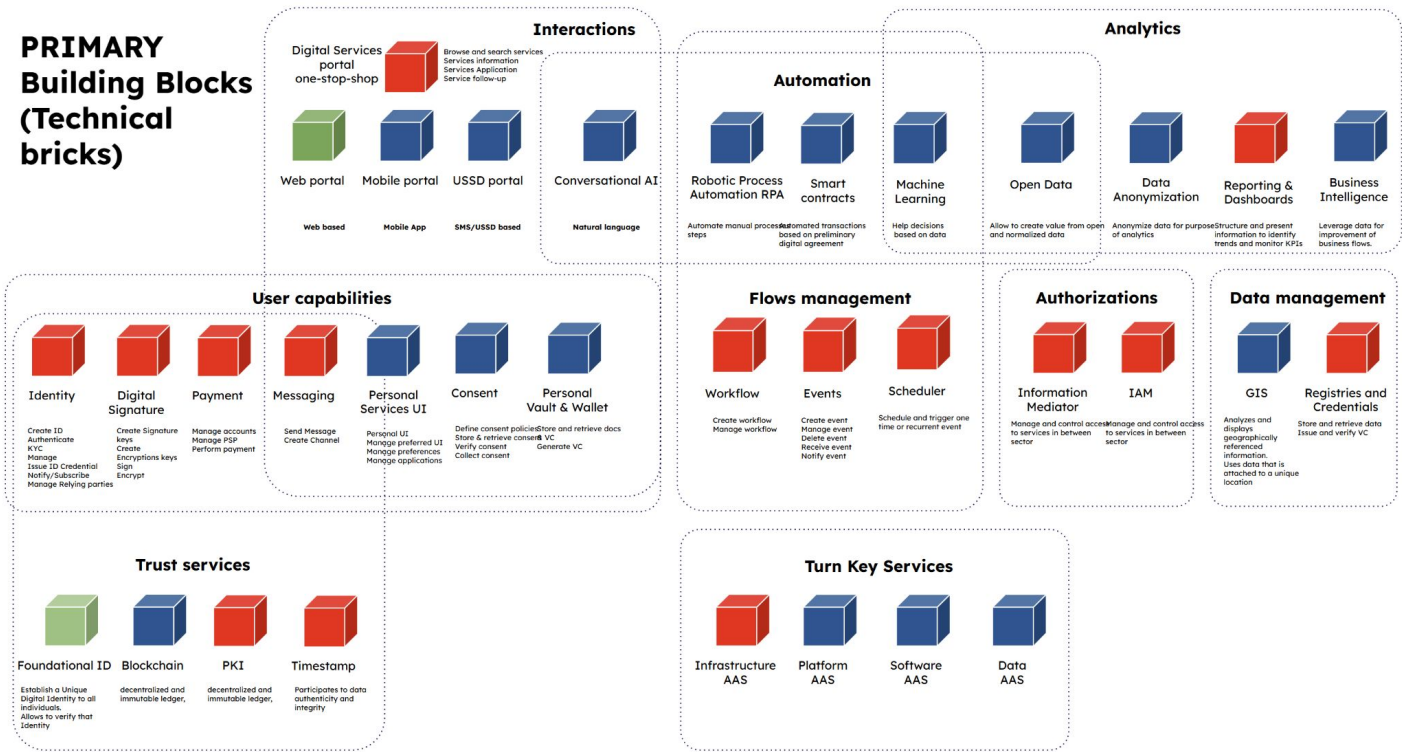 PRIMARY
Building Blocks
(Technical
bricks)
Interactions
Digital Services
portal
one-stop-shop
Browse and search services
Services information
Services Application
Service follow-up
Web portal
Web based
Mobile portal
Mobile App
USSD portal
SMS/USSD based
Conversational AI
Natural language
Automation
Robotic Process
Automation RPA
Automate manual processus
steps
Smart
contracts
Automated transactions
based on preliminary
digital agreement
Machine
Learning
Help decisions
based on data
Analytics
Open Data
Allow to create value from open
and normalized data
Data
Anonymization
Anonymize data for purpose
of analytics
Reporting &
Dashboards
Structure and present
information to identify
trends and monitor KPIs
Business
Intelligence
Leverage data for
improvement of
business flows.
User capabilities
Identity
Create ID
Authenticate
KYC
Manage
Issue ID Credential
Notify/Subscribe
Manage Relying parties
Digital
Signature
Create Signature
keys
Create
Encryptions keys
Sign
Encrypt
Payment
Manage accounts
Manage PSP
Perform payment
Messaging
Send Message
Create Channel
Personal
Services UI
Personal UI
Manage preferred UI
Manage preferences
Manage applications
Consent
Define consent policies
Store & retrieve consent
Verify consent
Collect consent
Personal
Vault & Wallet
Store and retrieve docs
& VC
Generate VC
Flows management
Workflow
Create workflow
Manage workflow
Events
Create event
Manage event
Delete event
Receive event
Notify event
Scheduler
Schedule and trigger one
time or recurrent event
Authorizations
Information
Mediator
Manage and control access
to services in between
sector
IAM
Manage and control access
to services in between
sector
Data management
GIS
Analyzes and
displays
geographically
referenced
information.
Uses data that is
attached to a unique
location
Registries and
Credentials
Store and retrieve data
Issue and verify VC
Trust services
Foundational ID
Establish a Unique
Digital Identity to all
individuals.
Allows to verify that
Identity
Blockchain
decentralized and
immutable ledger,
PKI
decentralized and
immutable ledger,
Timestamp
Participates to data
authenticity and
integrity
Turn Key Services
Infrastructure
AAS
Platform
AAS
Software
AAS
Data
AAS